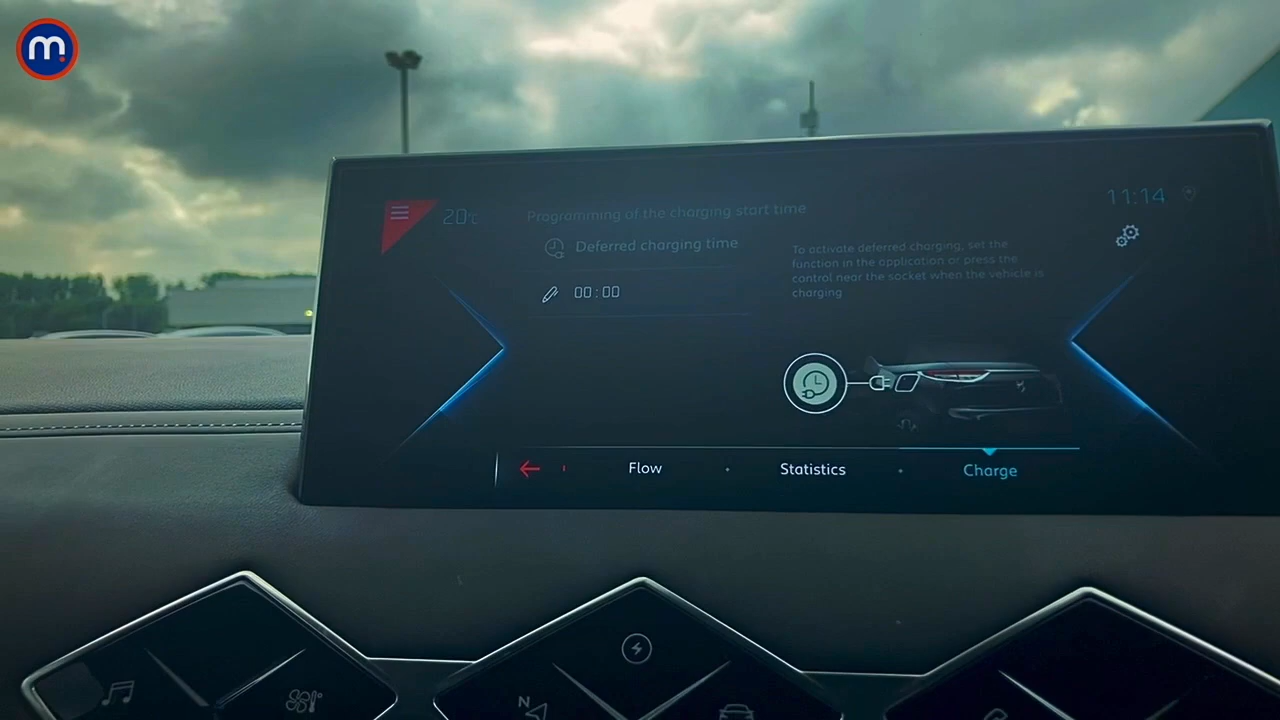 m
20°C
Programming of the charging start time
11:14
Deferred charging time
To activate deferred charging, set the
function in the application or press the
control near the socket when the vehicle is
charging
00:00
Flow
Statistics
Charge
N